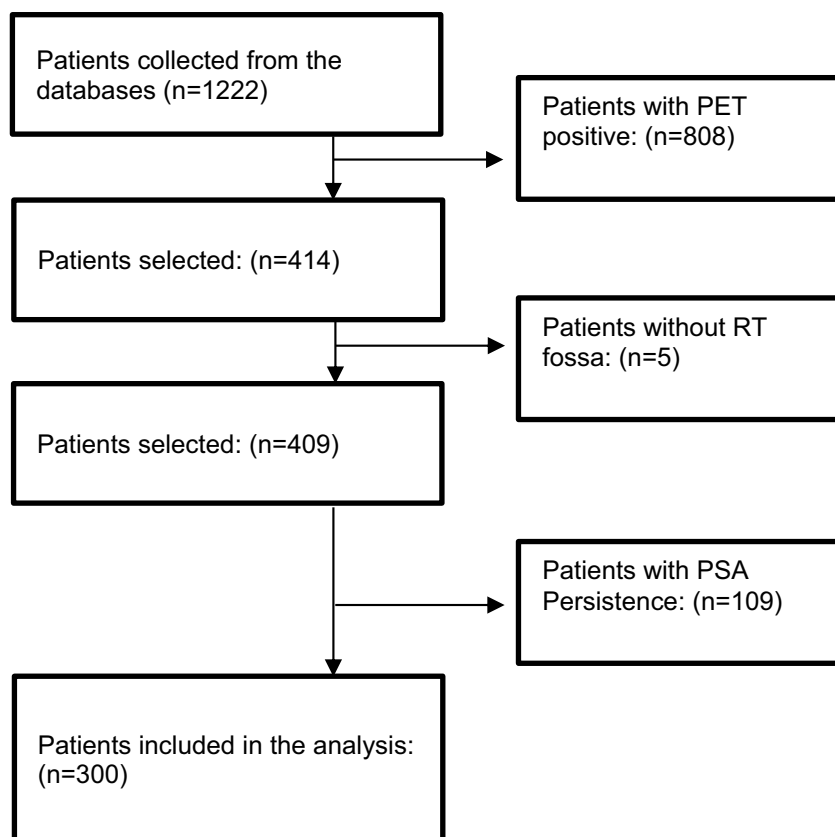 Patients collected from the
databases (n=1222)
Patients with PET
positive: (n=808)
Patients selected: (n=414)
Patients without RT
fossa: (n=5)
Patients selected: (n=409)
Patients with PSA
Persistence: (n=109)
Patients included in the analysis:
(n=300)